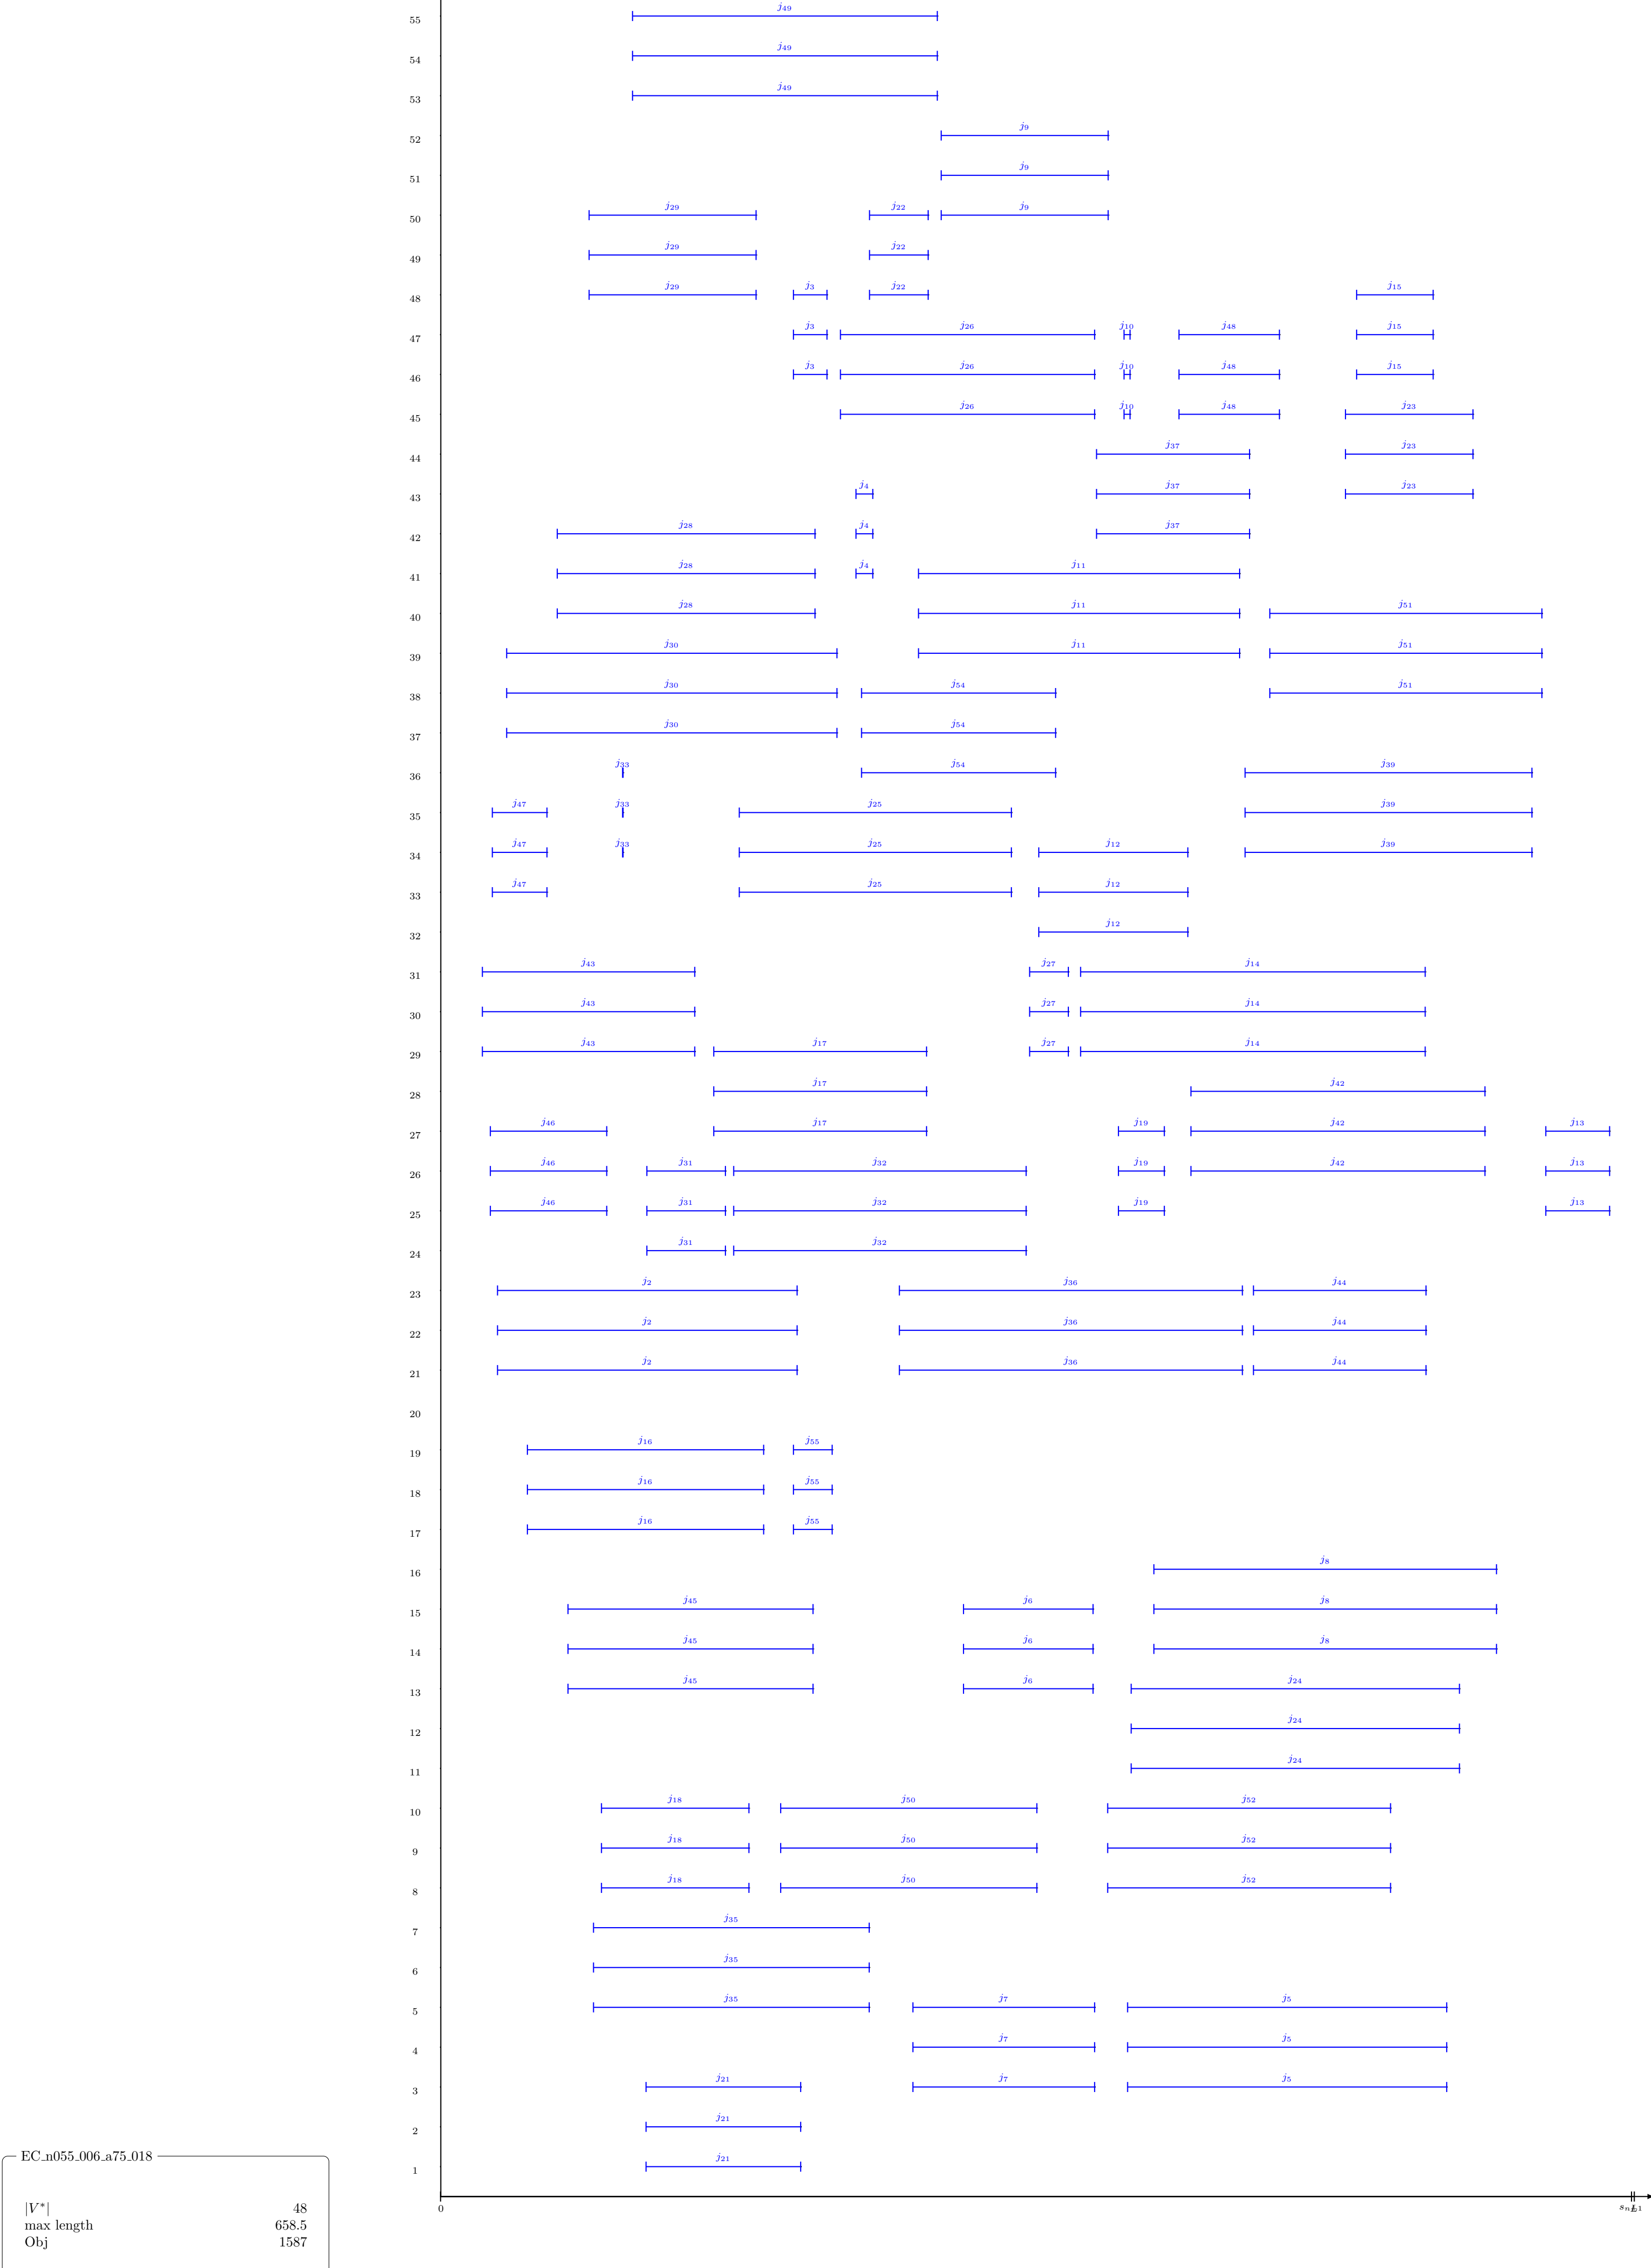 j49
55
j49
54
j49
53
j9
52
j9
51
j29 j22 j9
50
j29 j22
49
j29 j3 j22 j15
48
j3 j26 j10 j48 j15
47
j3 j26 j10 j48 j15
46
j26 j10 j48 j23
45
j37 j23
44
j4 j37 j23
43
j28 j4 j37
42
j28 j4 j11
41
j28 j11 j51
40
j30 j11 j51
39
j30 j54 j51
38
j30 j54
37
j33 j54 j39
36
j47 j33 j25 j39
35
j47 j33 j25 j12 j39
34
j47 j25 j12
33
j12
32
j43 j27 j14
31
j43 j27 j14
30
j43 j17 j27 j14
29
j17 j42
28
j46 j17 j19 j42 j13
27
j46 j31 j32 j19 j42 j13
26
j46 j31 j32 j19 j13
25
j31 j32
24
j2 j36 j44
23
j2 j36 j44
22
j2 j36 j44
21
20
j16 j55
19
j16 j55
18
j16 j55
17
j8
16
j45 j6 j8
15
j45 j6 j8
14
j45 j6 j24
13
j24
12
j24
11
j18 j50 j52
10
j18 j50 j52
9
j18 j50 j52
8
j35
7
j35
6
j35 j7 j5
5
j7 j5
4
j21 j7 j5
3
j21
2
j21
1
0
EC_n055_006_a75_018
|V*| 48
max length 658.5
Obj 1587